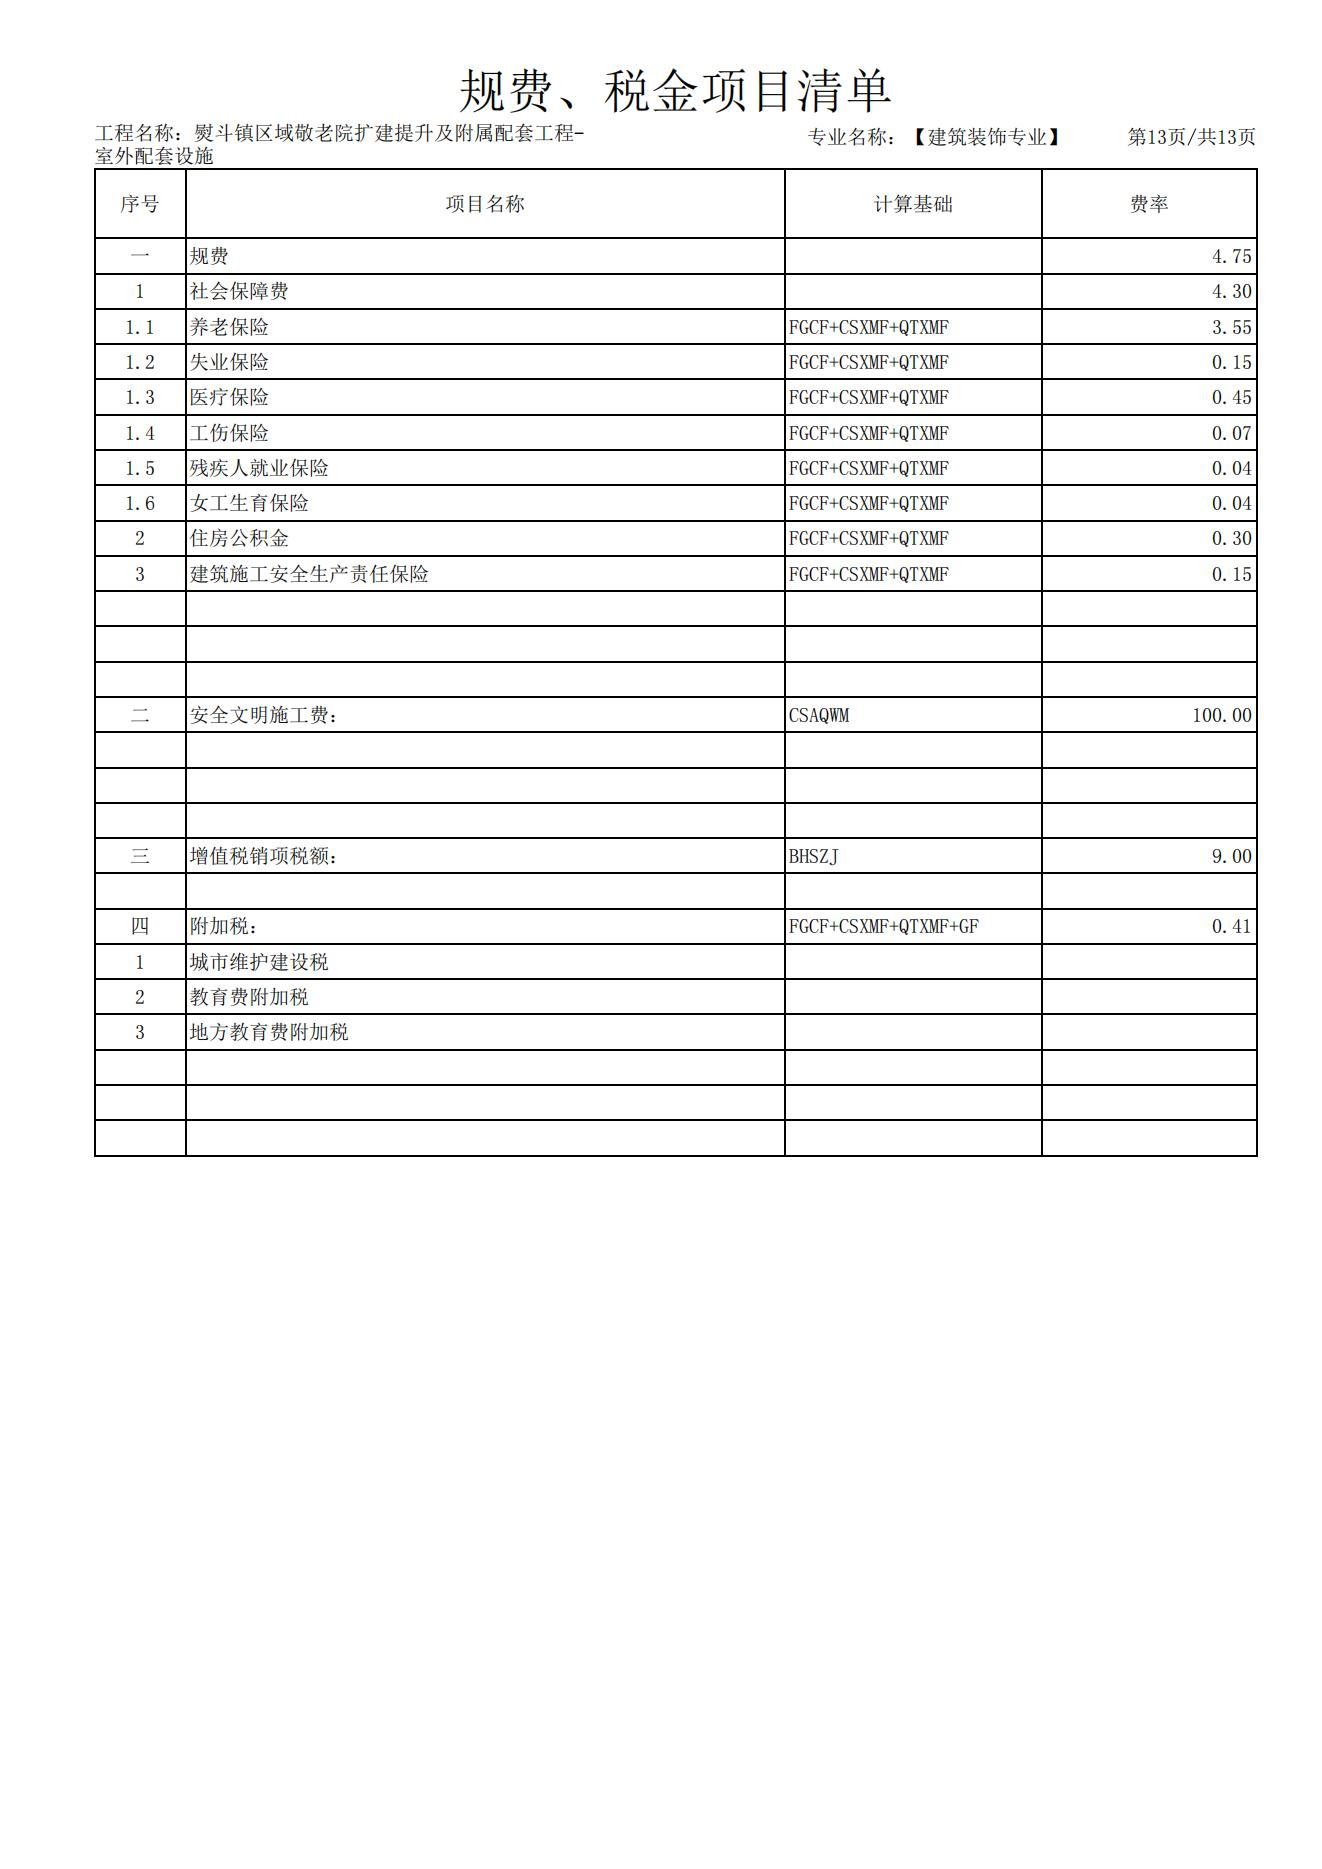 规费、税金项目清单
工程名称：熨斗镇区域敬老院扩建提升及附属配套工程-
室外配套设施
专业名称：【建筑装饰专业】 第13页/共13页
序号 项目名称 计算基础 费率
一 规费 4.75
1 社会保障费 4.30
1.1 养老保险 FGCF+CSXMF+QTXMF 3.55
1.2 失业保险 FGCF+CSXMF+QTXMF 0.15
1.3 医疗保险 FGCF+CSXMF+QTXMF 0.45
1.4 工伤保险 FGCF+CSXMF+QTXMF 0.07
1.5 残疾人就业保险 FGCF+CSXMF+QTXMF 0.04
1.6 女工生育保险 FGCF+CSXMF+QTXMF 0.04
2 住房公积金 FGCF+CSXMF+QTXMF 0.30
3 建筑施工安全生产责任保险 FGCF+CSXMF+QTXMF 0.15
二 安全文明施工费： CSAQWM 100.00
三 增值税销项税额： BHSZJ 9.00
四 附加税： FGCF+CSXMF+QTXMF+GF 0.41
1 城市维护建设税
2 教育费附加税
3 地方教育费附加税